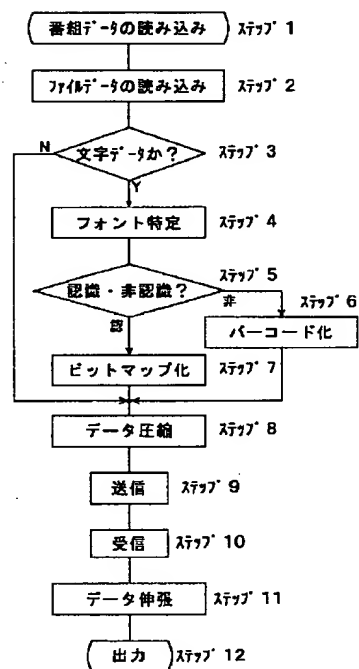 番組ﾃﾞｰﾀの読み込み ｽﾃｯﾌﾟ 1
ﾌｧｲﾙﾃﾞｰﾀの読み込み ｽﾃｯﾌﾟ 2
N 文字ﾃﾞｰﾀか? ｽﾃｯﾌﾟ 3
Y
フォント特定 ｽﾃｯﾌﾟ 4
ｽﾃｯﾌﾟ 5
認識・非認識? 非 ｽﾃｯﾌﾟ 6
認 バーコード化
ビットマップ化 ｽﾃｯﾌﾟ 7
データ圧縮 ｽﾃｯﾌﾟ 8
送信 ｽﾃｯﾌﾟ 9
受信 ｽﾃｯﾌﾟ 10
データ伸張 ｽﾃｯﾌﾟ 11
出力 ｽﾃｯﾌﾟ 12